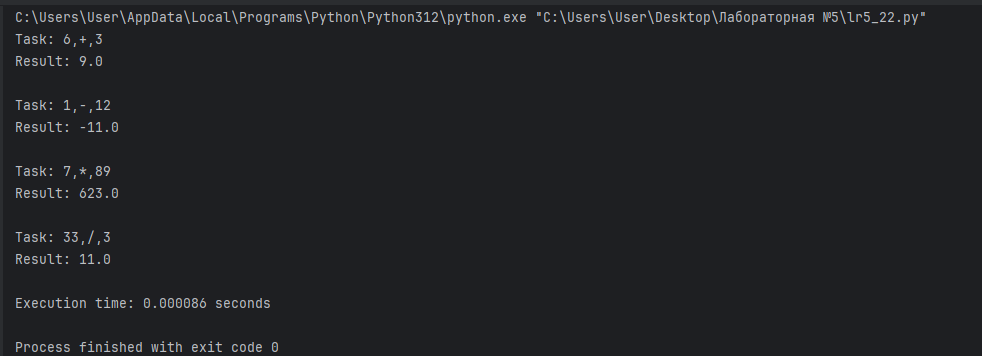 C:\Users\User\AppData\Local\Programs\Python\Python312\python.exe "C:\Users\User\Desktop\Лабораторная №5\lr5_22.py"
Task: 6,+,3
Result: 9.0
Task: 1,-,12
Result: -11.0
Task: 7,*,89
Result: 623.0
Task: 33,/,3
Result: 11.0
Execution time: 0.000086 seconds
Process finished with exit code 0